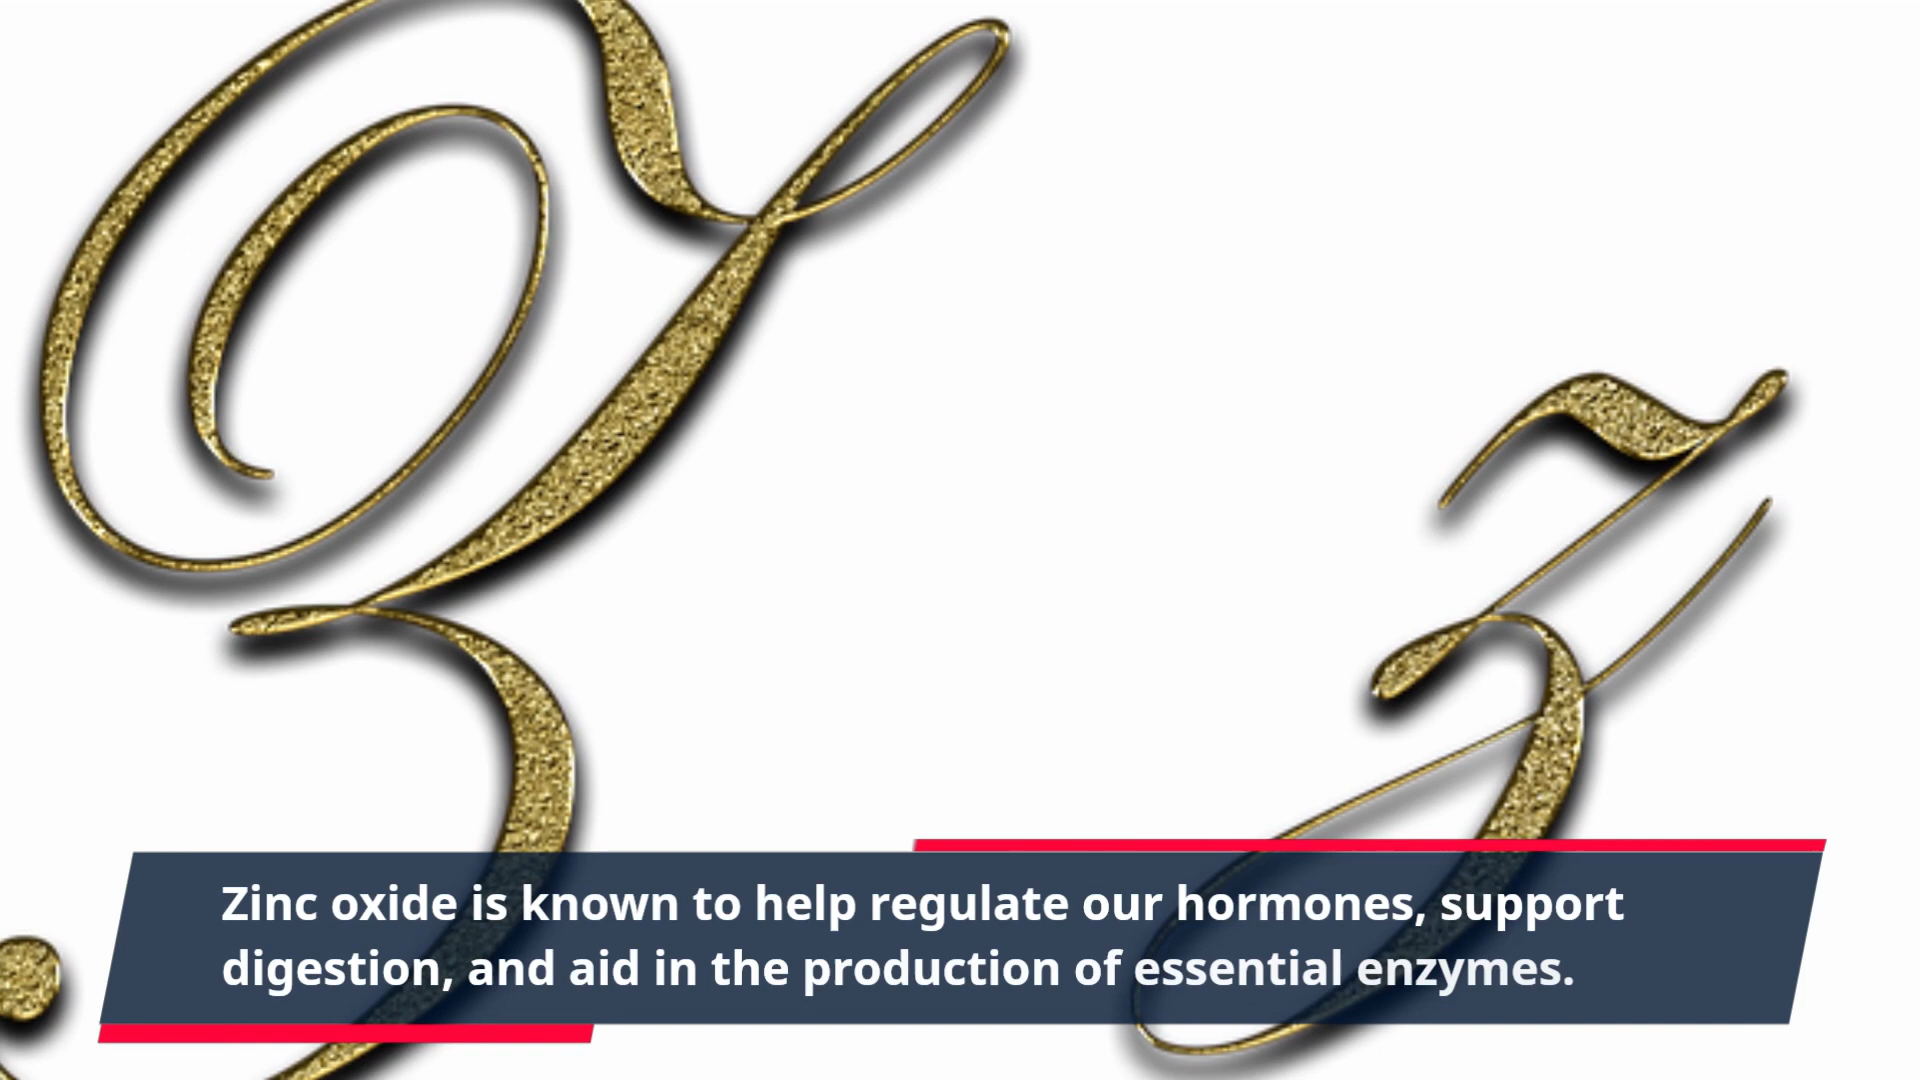 Z z
Zinc oxide is known to help regulate our hormones, support
digestion, and aid in the production of essential enzymes.